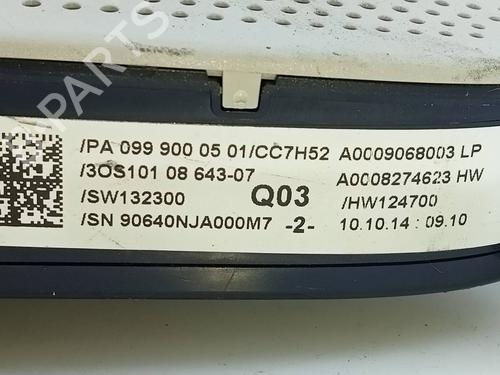 /PA 099 900 05 01/CC7H52 A0009068003 LP
/3OS101 08 643-07 A0008274623 HW
/SW132300 Q03 /HW124700
/SN 90640NJA000M7 -2- 10.10.14 : 09.10
PARTS